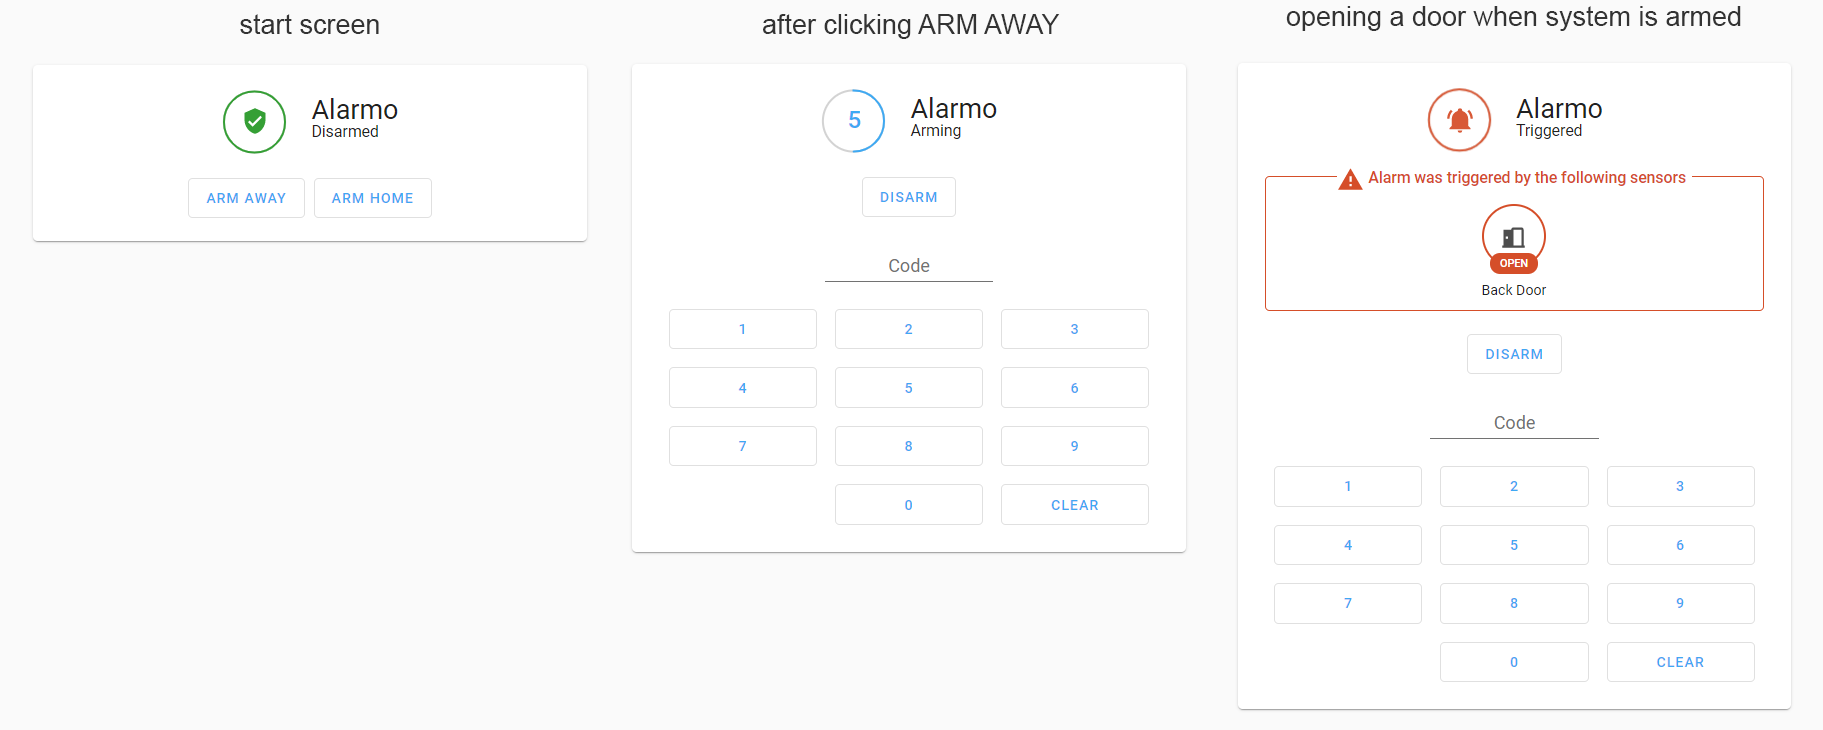 start screen
Alarmo
Disarmed
ARM AWAY
ARM HOME
after clicking ARM AWAY
5
Alarmo
Arming
DISARM
Code
1 2 3
4 5 6
7 8 9
0 CLEAR
opening a door when system is armed
Alarmo
Triggered
Alarm was triggered by the following sensors
OPEN
Back Door
DISARM
Code
1 2 3
4 5 6
7 8 9
0 CLEAR